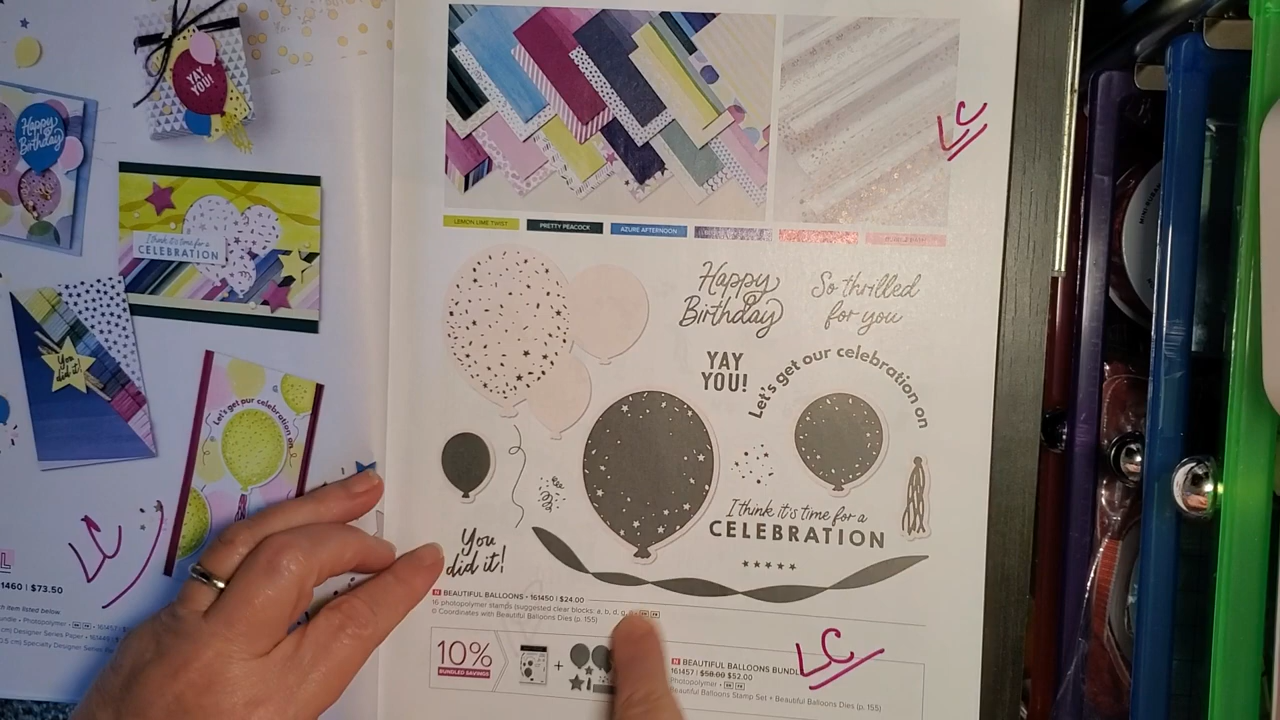 YAY
YOU!
Happy
Birthday
I think it's time for a
CELEBRATION
You
did it!
Let's get our celebration on
LC
1460 | $73.50
LC
LEMON LIME TWIST
PRETTY PEACOCK
AZURE AFTERNOON
Happy
Birthday
So thrilled
for you
YAY
YOU!
Let's get our celebration on
I think it's time for a
CELEBRATION
You
did it!
N BEAUTIFUL BALLOONS • 161450 | $24.00
16 photopolymer stamps (suggested clear blocks: a, b, d, g,
Coordinates with Beautiful Balloons Dies (p. 155)
10%
BUNDLED SAVINGS
+
N BEAUTIFUL BALLOONS BUNDL
161457 | $58.00 $52.00
Photopolymer •
Beautiful Balloons Stamp Set + Beautiful Balloons Dies (p. 155)
LC